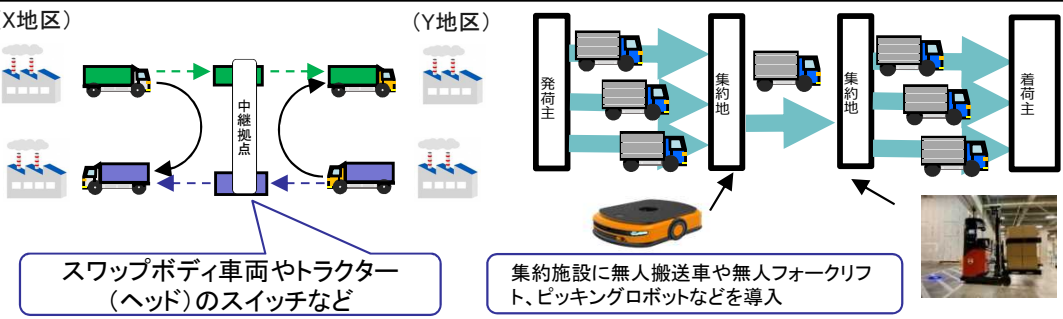 X地区）
（Y地区）
中継拠点
スワップボディ車両やトラクター
（ヘッド）のスイッチなど
発荷主
集約地
集約地
着荷主
集約施設に無人搬送車や無人フォークリフ
ト、ピッキングロボットなどを導入